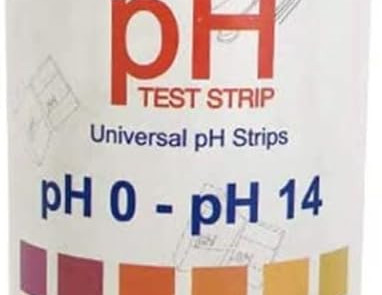 pH
TEST STRIP
Universal pH Strips
pH 0 - pH 14